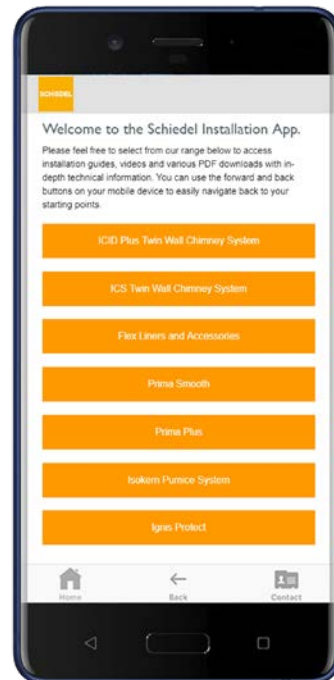 SCHIEDEL
Welcome to the Schiedel Installation App.
Please feel free to select from our range below to access
installation guides, videos and various PDF downloads with in-
depth technical information. You can use the forward and back
buttons on your mobile device to easily navigate back to your
starting points.
ICID Plus Twin Wall Chimney System
ICS Twin Wall Chimney System
Flex Liners and Accessories
Prima Smooth
Prima Plus
Isokern Pumice System
Ignis Protect
Home
Back
Contact